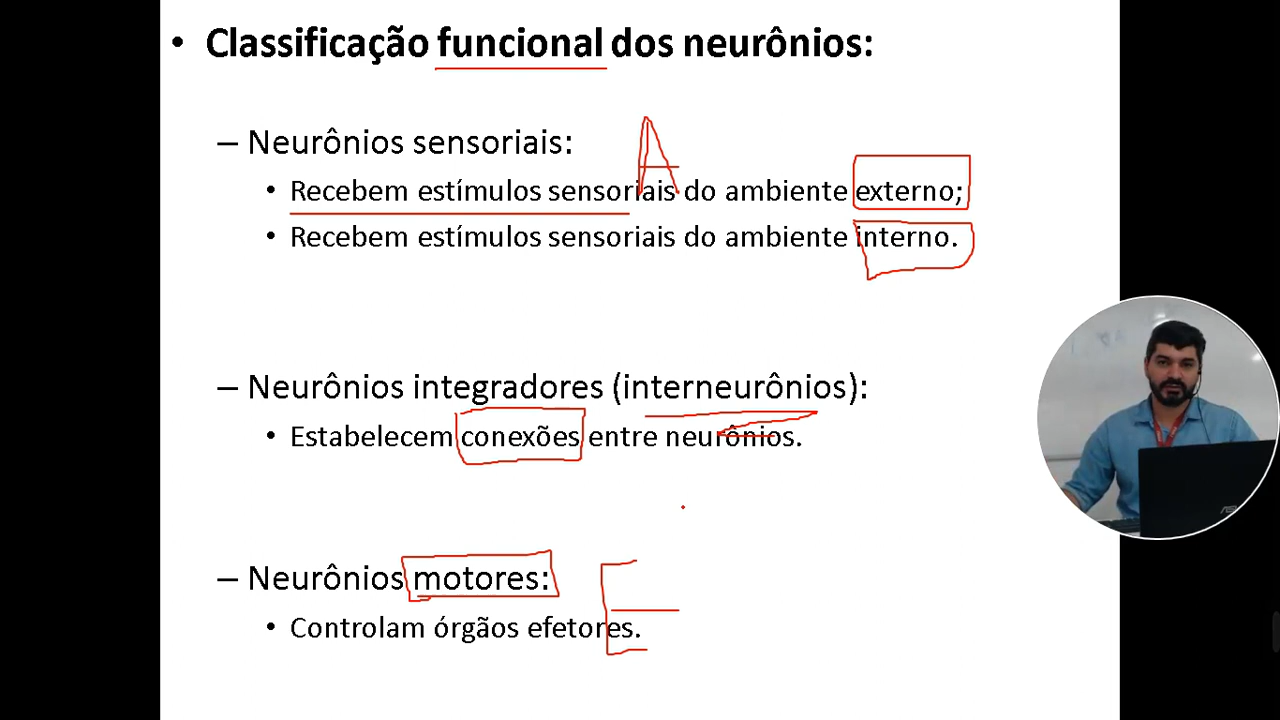 • Classificação funcional dos neurônios:
– Neurônios sensoriais:
A
• Recebem estímulos sensoriais do ambiente externo;
• Recebem estímulos sensoriais do ambiente interno.
– Neurônios integradores (interneurônios):
• Estabelecem conexões entre neurônios.
– Neurônios motores:
E
• Controlam órgãos efetores.